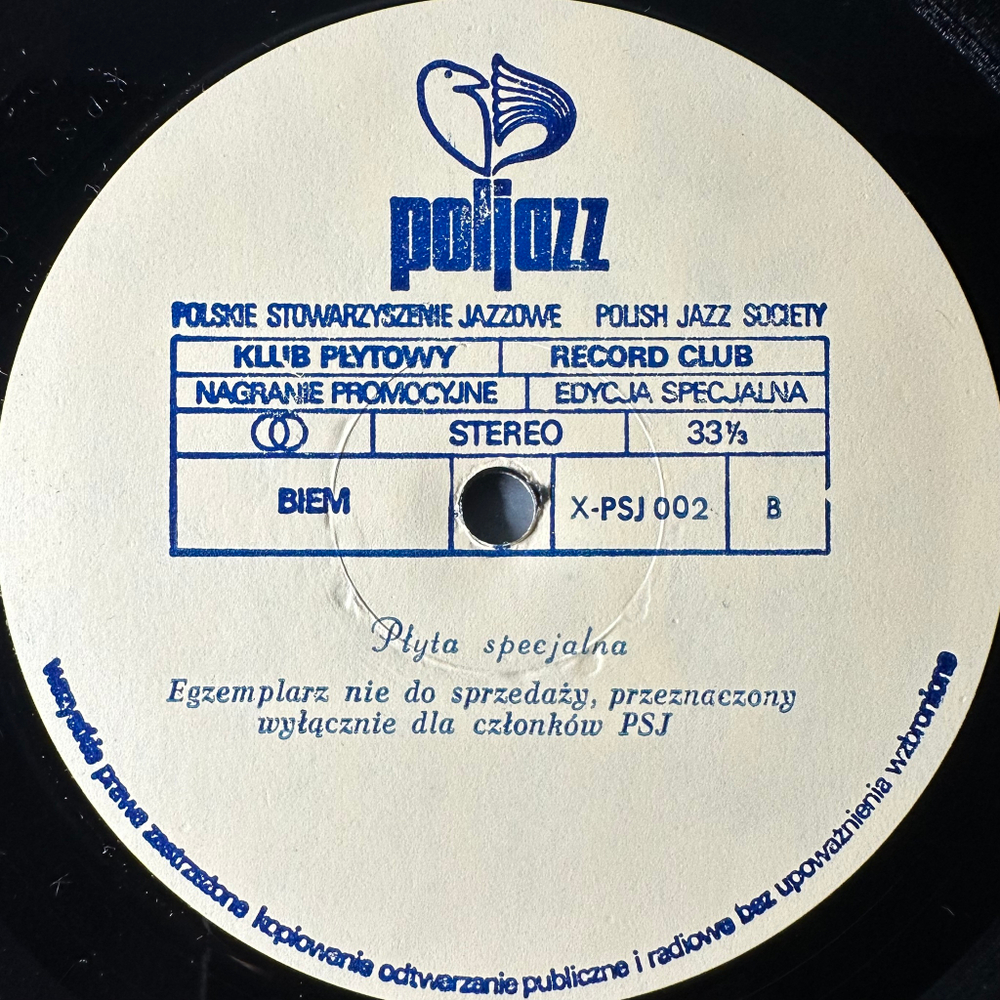 poljazz
POLSKIE STOWARZYSZENIE JAZZOWE POLISH JAZZ SOCIETY
KLUB PŁYTOWY RECORD CLUB
NAGRANIE PROMOCYJNE EDYCJA SPECJALNA
STEREO 33⅓
BIEM X-PSJ 002 B
Płyta specjalna
Egzemplarz nie do sprzedaży, przeznaczony
wyłącznie dla członków PSJ
wszystkie prawa zastrzeżone kopiowanie odtwarzanie publiczne i radiowe bez upoważnienia wzbronione